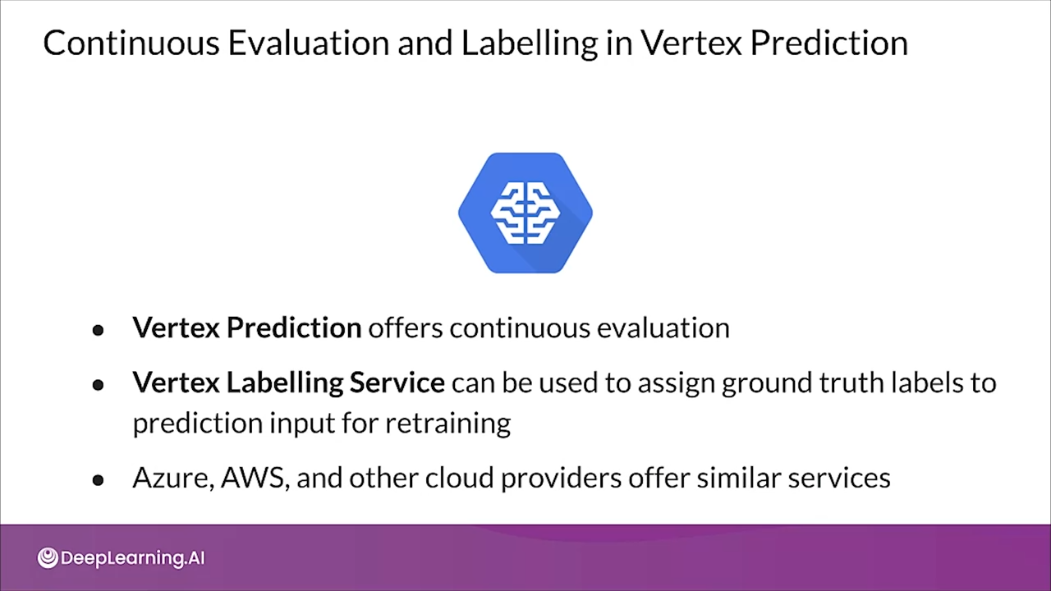 Continuous Evaluation and Labelling in Vertex Prediction
● Vertex Prediction offers continuous evaluation
● Vertex Labelling Service can be used to assign ground truth labels to
prediction input for retraining
● Azure, AWS, and other cloud providers offer similar services
DeepLearning.AI